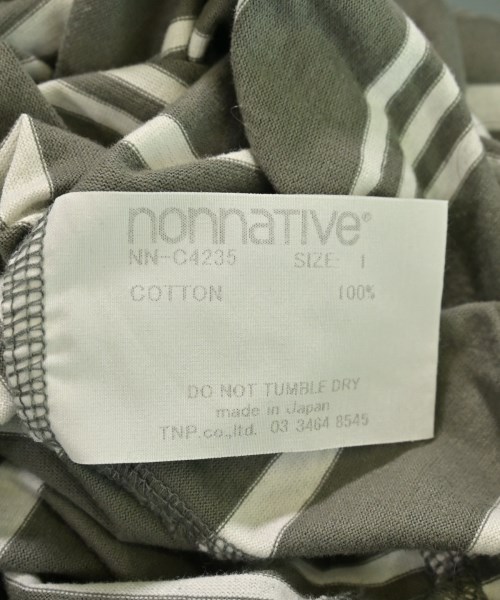 nonnative®
NN-C4235 SIZE: 1
COTTON 100%
DO NOT TUMBLE DRY
made in Japan
TNP.co.,ltd. 03 3464 8545